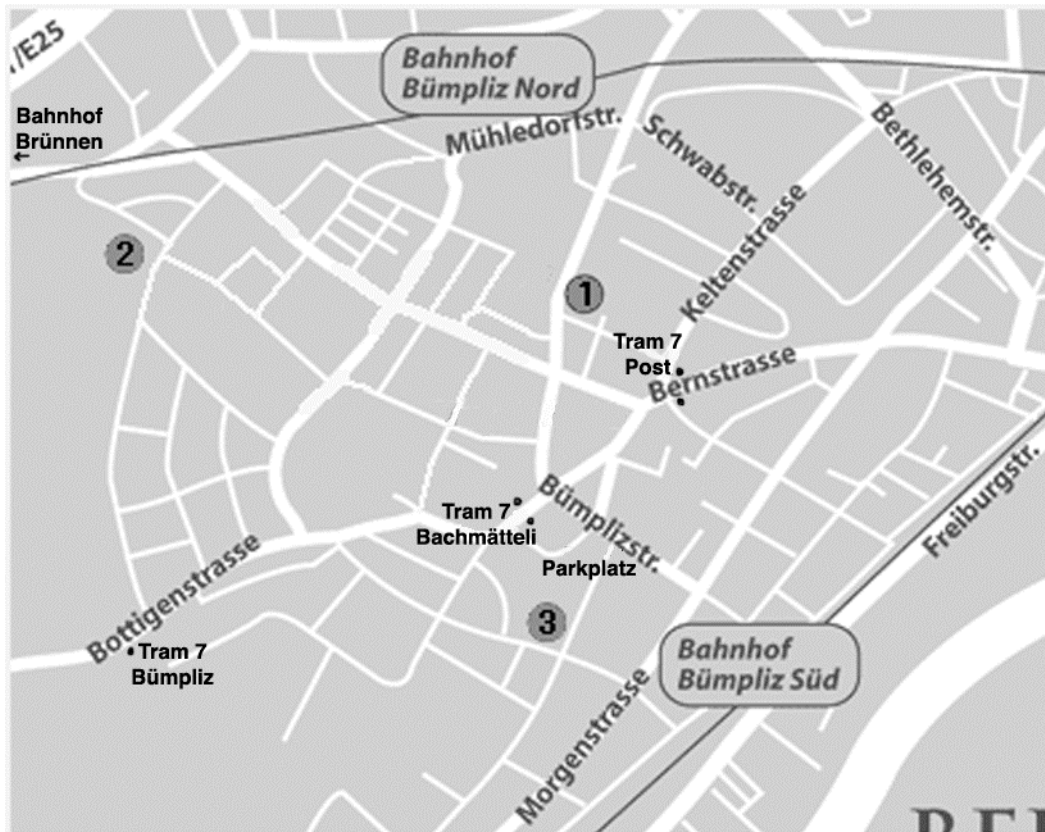 /E25
Bahnhof
Bümpliz Nord
Bahnhof
Brünnen
←
Mühledorfstr.
Schwabstr.
Bethlehemstr.
Keltenstrasse
2
1
Tram 7
Post
Bernstrasse
Tram 7
Bachmätteli
Bümplizstr.
Freiburgstr.
Parkplatz
Bottigenstrasse
3
Tram 7
Bümpliz
Bahnhof
Bümpliz Süd
Morgenstrasse